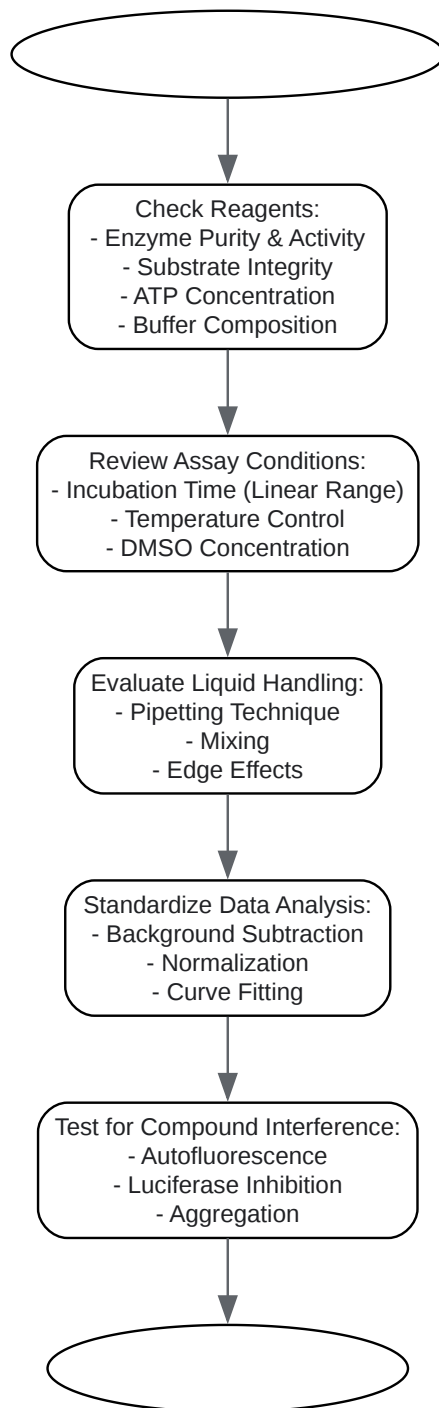 Check Reagents:
- Enzyme Purity & Activity
- Substrate Integrity
- ATP Concentration
- Buffer Composition
Review Assay Conditions:
- Incubation Time (Linear Range)
- Temperature Control
- DMSO Concentration
Evaluate Liquid Handling:
- Pipetting Technique
- Mixing
- Edge Effects
Standardize Data Analysis:
- Background Subtraction
- Normalization
- Curve Fitting
Test for Compound Interference:
- Autofluorescence
- Luciferase Inhibition
- Aggregation